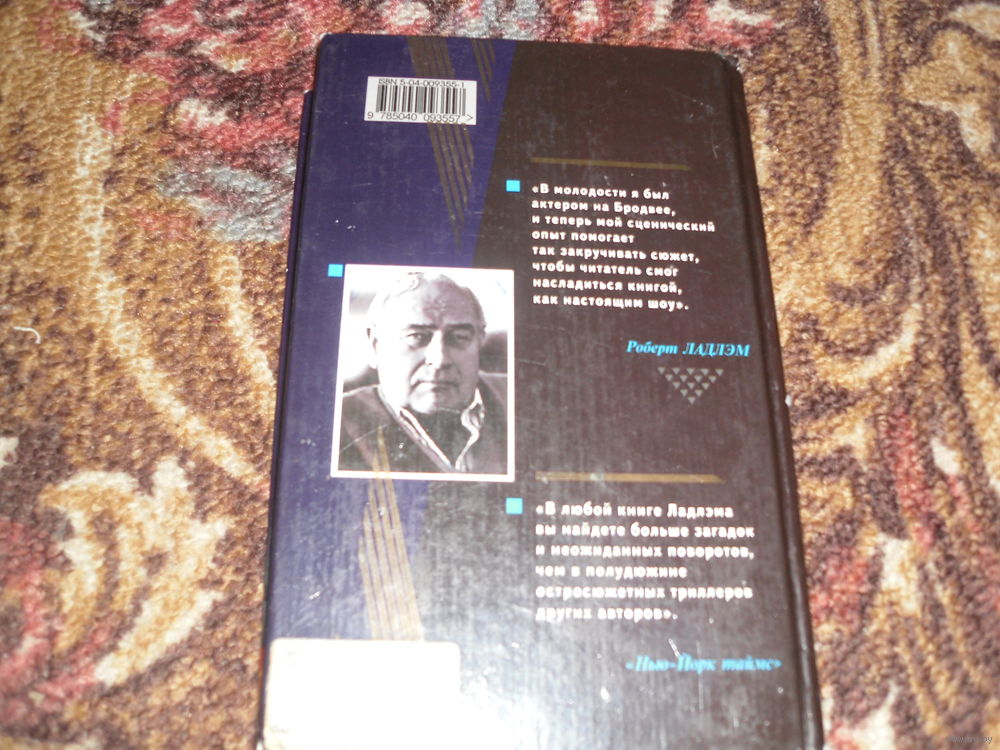 ISBN 5-04-009355-1
9 785040 093557 >
«В молодости я был
актером на Бродвее,
и теперь мой сценический
опыт помогает
так закручивать сюжет,
чтобы читатель смог
насладиться книгой,
как настоящим шоу».
Роберт ЛАДЛЭМ
«В любой книге Ладлэма
вы найдете больше загадок
и неожиданных поворотов,
чем в полудюжине
остросюжетных триллеров
других авторов».
«Нью-Йорк таймс»